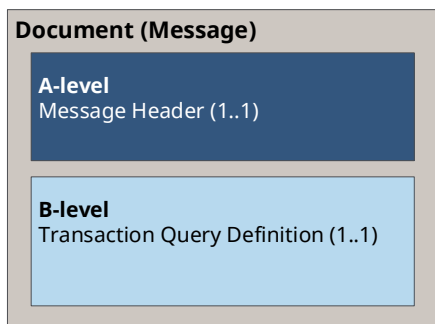 Document (Message)
A-level
Message Header (1..1)
B-level
Transaction Query Definition (1..1)